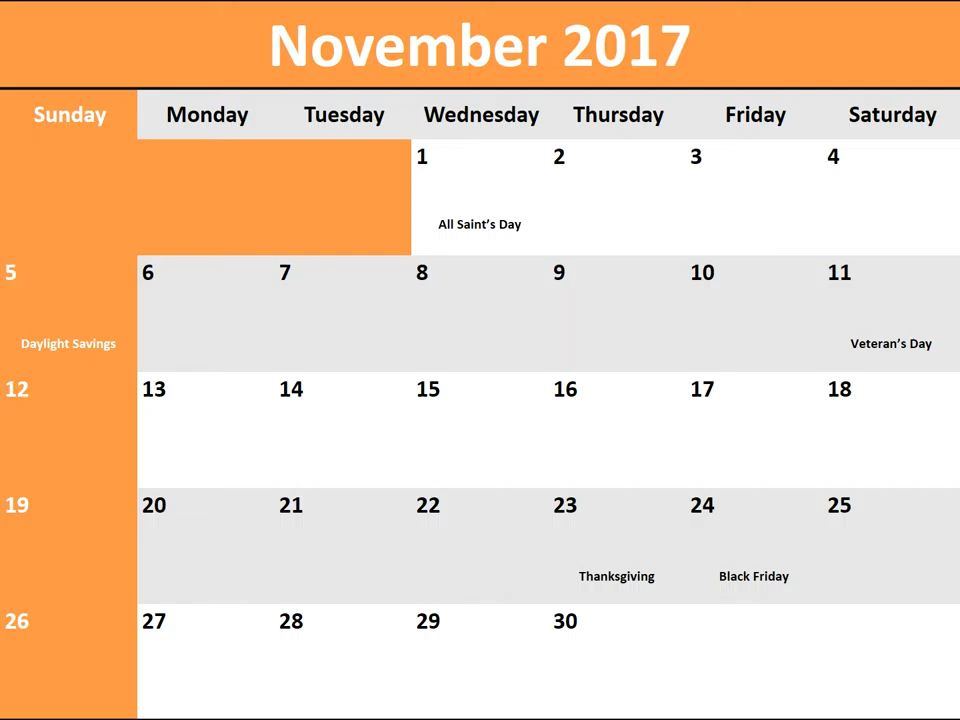 November 2017
Sunday Monday Tuesday Wednesday Thursday Friday Saturday
1 2 3 4
All Saint's Day
5 6 7 8 9 10 11
Daylight Savings Veteran's Day
12 13 14 15 16 17 18
19 20 21 22 23 24 25
Thanksgiving Black Friday
26 27 28 29 30